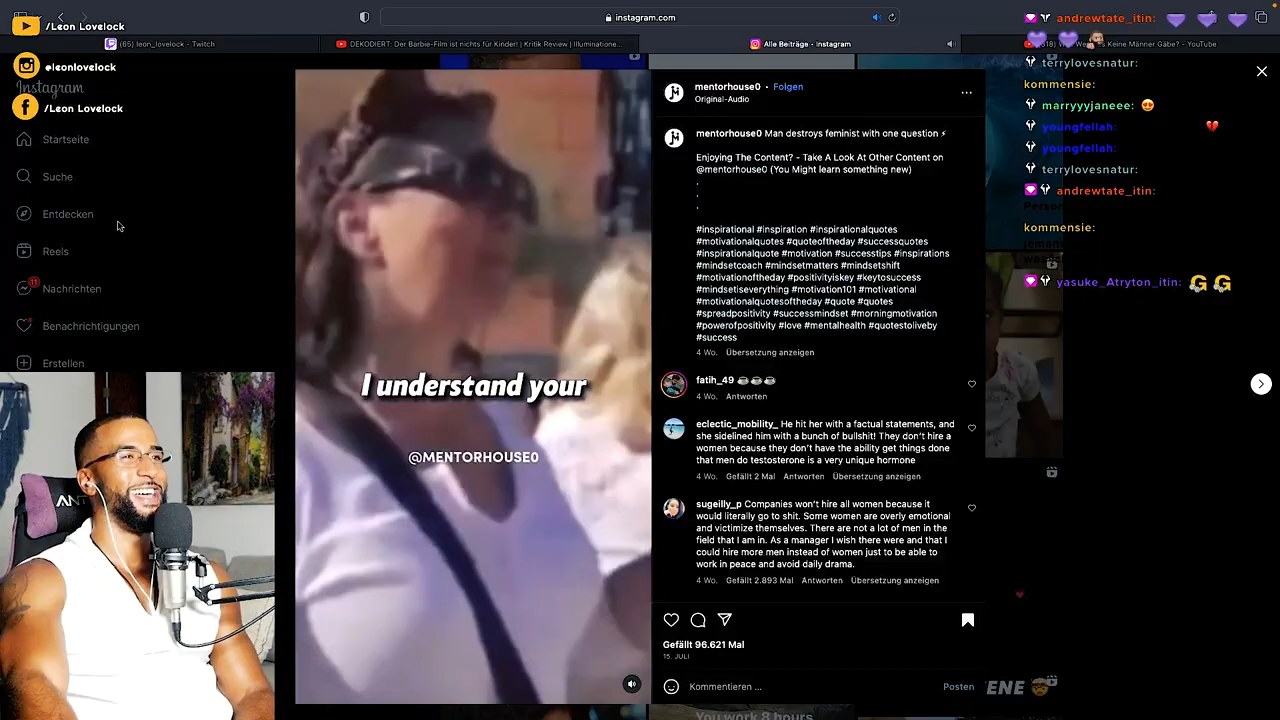 /Leon Lovelock
@leonlovelock
/Leon Lovelock
instagram.com
(65) leon_lovelock - Twitch
DEKODIERT: Der Barbie-Film ist nichts für Kinder! | Kritik Review | Illuminatione...
Alle Beiträge • Instagram
Keine Männer Gäbe? - YouTube
Instagram
Startseite
Suche
Entdecken
Reels
11
Nachrichten
Benachrichtigungen
Erstellen
I understand your
@MENTORHOUSE0
mentorhouse0 • Folgen
Original-Audio
mentorhouse0 Man destroys feminist with one question ⚡
Enjoying The Content? - Take A Look At Other Content on
@mentorhouse0 (You Might learn something new)
.
.
.
#inspirational #inspiration #inspirationalquotes
#motivationalquotes #quoteoftheday #successquotes
#inspirationalquote #motivation #successtips #inspirations
#mindsetcoach #mindsetmatters #mindsetshift
#motivationoftheday #positivityiskey #keytosuccess
#mindsetiseverything #motivation101 #motivational
#motivationalquotesoftheday #quote #quotes
#spreadpositivity #successmindset #morningmotivation
#powerofpositivity #love #mentalhealth #quotestoliveby
#success
4 Wo. Übersetzung anzeigen
fatih_49 ☕☕☕
4 Wo. Antworten
eclectic_mobility_ He hit her with a factual statements, and
she sidelined him with a bunch of bullshit! They don't hire a
women because they don't have the ability get things done
that men do testosterone is a very unique hormone
4 Wo. Gefällt 2 Mal Antworten Übersetzung anzeigen
sugeilly_p Companies won't hire all women because it
would literally go to shit. Some women are overly emotional
and victimize themselves. There are not a lot of men in the
field that I am in. As a manager I wish there were and that I
could hire more men instead of women just to be able to
work in peace and avoid daily drama.
4 Wo. Gefällt 2.893 Mal Antworten Übersetzung anzeigen
Gefällt 96.621 Mal
15. JULI
Kommentieren ...
Posten
andrewtate_itin: 
terrylovesnatur:
kommensie:
marryyyjaneee: 😍
youngfellah:
youngfellah:
terrylovesnatur:
andrewtate_itin:
kommensie:
yasuke_Atryton_itin:
ENE 🤯
You work 8 hours